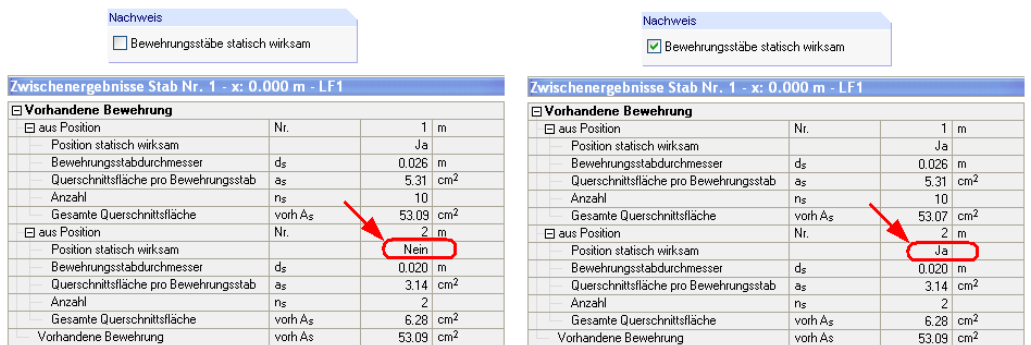 Nachweis
Bewehrungsstäbe statisch wirksam
Zwischenergebnisse Stab Nr. 1 - x: 0.000 m - LF1
Vorhandene Bewehrung
aus Position Nr. 1 m
Position statisch wirksam Ja
Bewehrungsstabdurchmesser ds 0.026 m
Querschnittsfläche pro Bewehrungsstab as 5.31 cm²
Anzahl ns 10
Gesamte Querschnittsfläche vorh As 53.09 cm²
aus Position Nr. 2 m
Position statisch wirksam Nein
Bewehrungsstabdurchmesser ds 0.020 m
Querschnittsfläche pro Bewehrungsstab as 3.14 cm²
Anzahl ns 2
Gesamte Querschnittsfläche vorh As 6.28 cm²
Vorhandene Bewehrung vorh As 53.09 cm²
Nachweis
Bewehrungsstäbe statisch wirksam
Zwischenergebnisse Stab Nr. 1 - x: 0.000 m - LF1
Vorhandene Bewehrung
aus Position Nr. 1 m
Position statisch wirksam Ja
Bewehrungsstabdurchmesser ds 0.026 m
Querschnittsfläche pro Bewehrungsstab as 5.31 cm²
Anzahl ns 10
Gesamte Querschnittsfläche vorh As 53.07 cm²
aus Position Nr. 2 m
Position statisch wirksam Ja
Bewehrungsstabdurchmesser ds 0.020 m
Querschnittsfläche pro Bewehrungsstab as 3.14 cm²
Anzahl ns 2
Gesamte Querschnittsfläche vorh As 6.28 cm²
Vorhandene Bewehrung vorh As 53.09 cm²